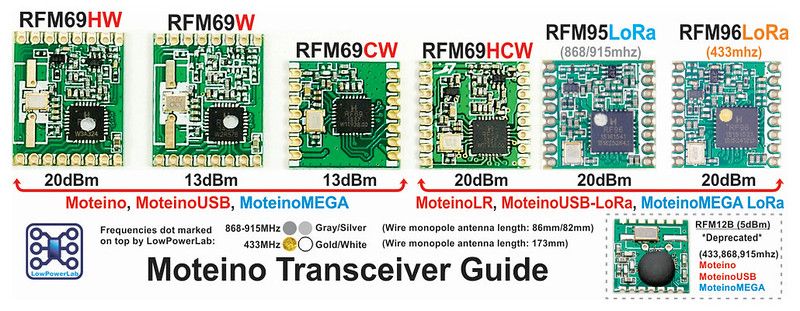 RFM69HW
RFM69W
RFM69CW
RFM69HCW
RFM95LoRa
(868/915mhz)
RFM96LoRa
(433mhz)
20dBm
13dBm
13dBm
20dBm
20dBm
20dBm
Moteino, MoteinoUSB, MoteinoMEGA
MoteinoLR, MoteinoUSB-LoRa, MoteinoMEGA LoRa
LowPowerLab
Frequencies dot marked
on top by LowPowerLab:
868-915MHz Gray/Silver (Wire monopole antenna length: 86mm/82mm)
433MHz Gold/White (Wire monopole antenna length: 173mm)
Moteino Transceiver Guide
RFM12B (5dBm)
*Deprecated*
(433,868,915mhz)
Moteino
MoteinoUSB
MoteinoMEGA